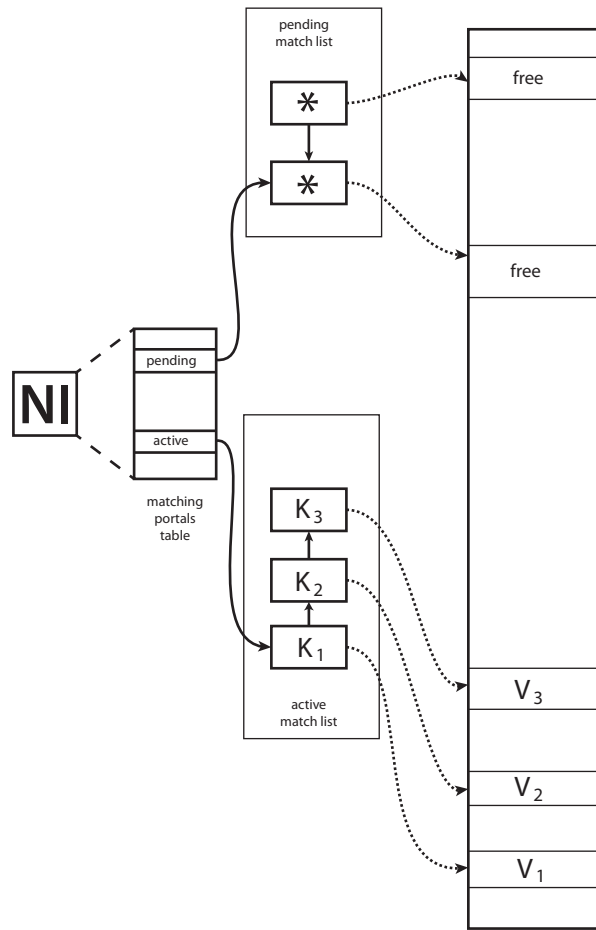 pending
match list
*
*
free
free
pending
NI
active
matching
portals
table
K3
K2
K1
active
match list
V3
V2
V1